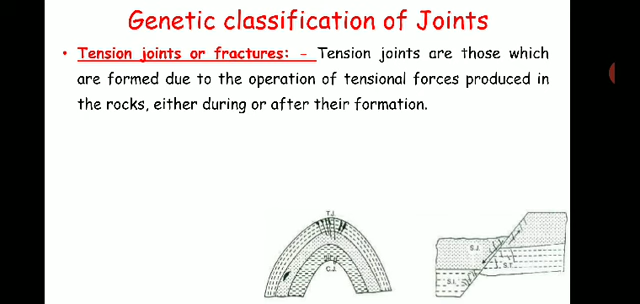 Genetic classification of Joints
• Tension joints or fractures: - Tension joints are those which
are formed due to the operation of tensional forces produced in
the rocks, either during or after their formation.
T.J.
C.J.
S.J.
S.T.
S.I.